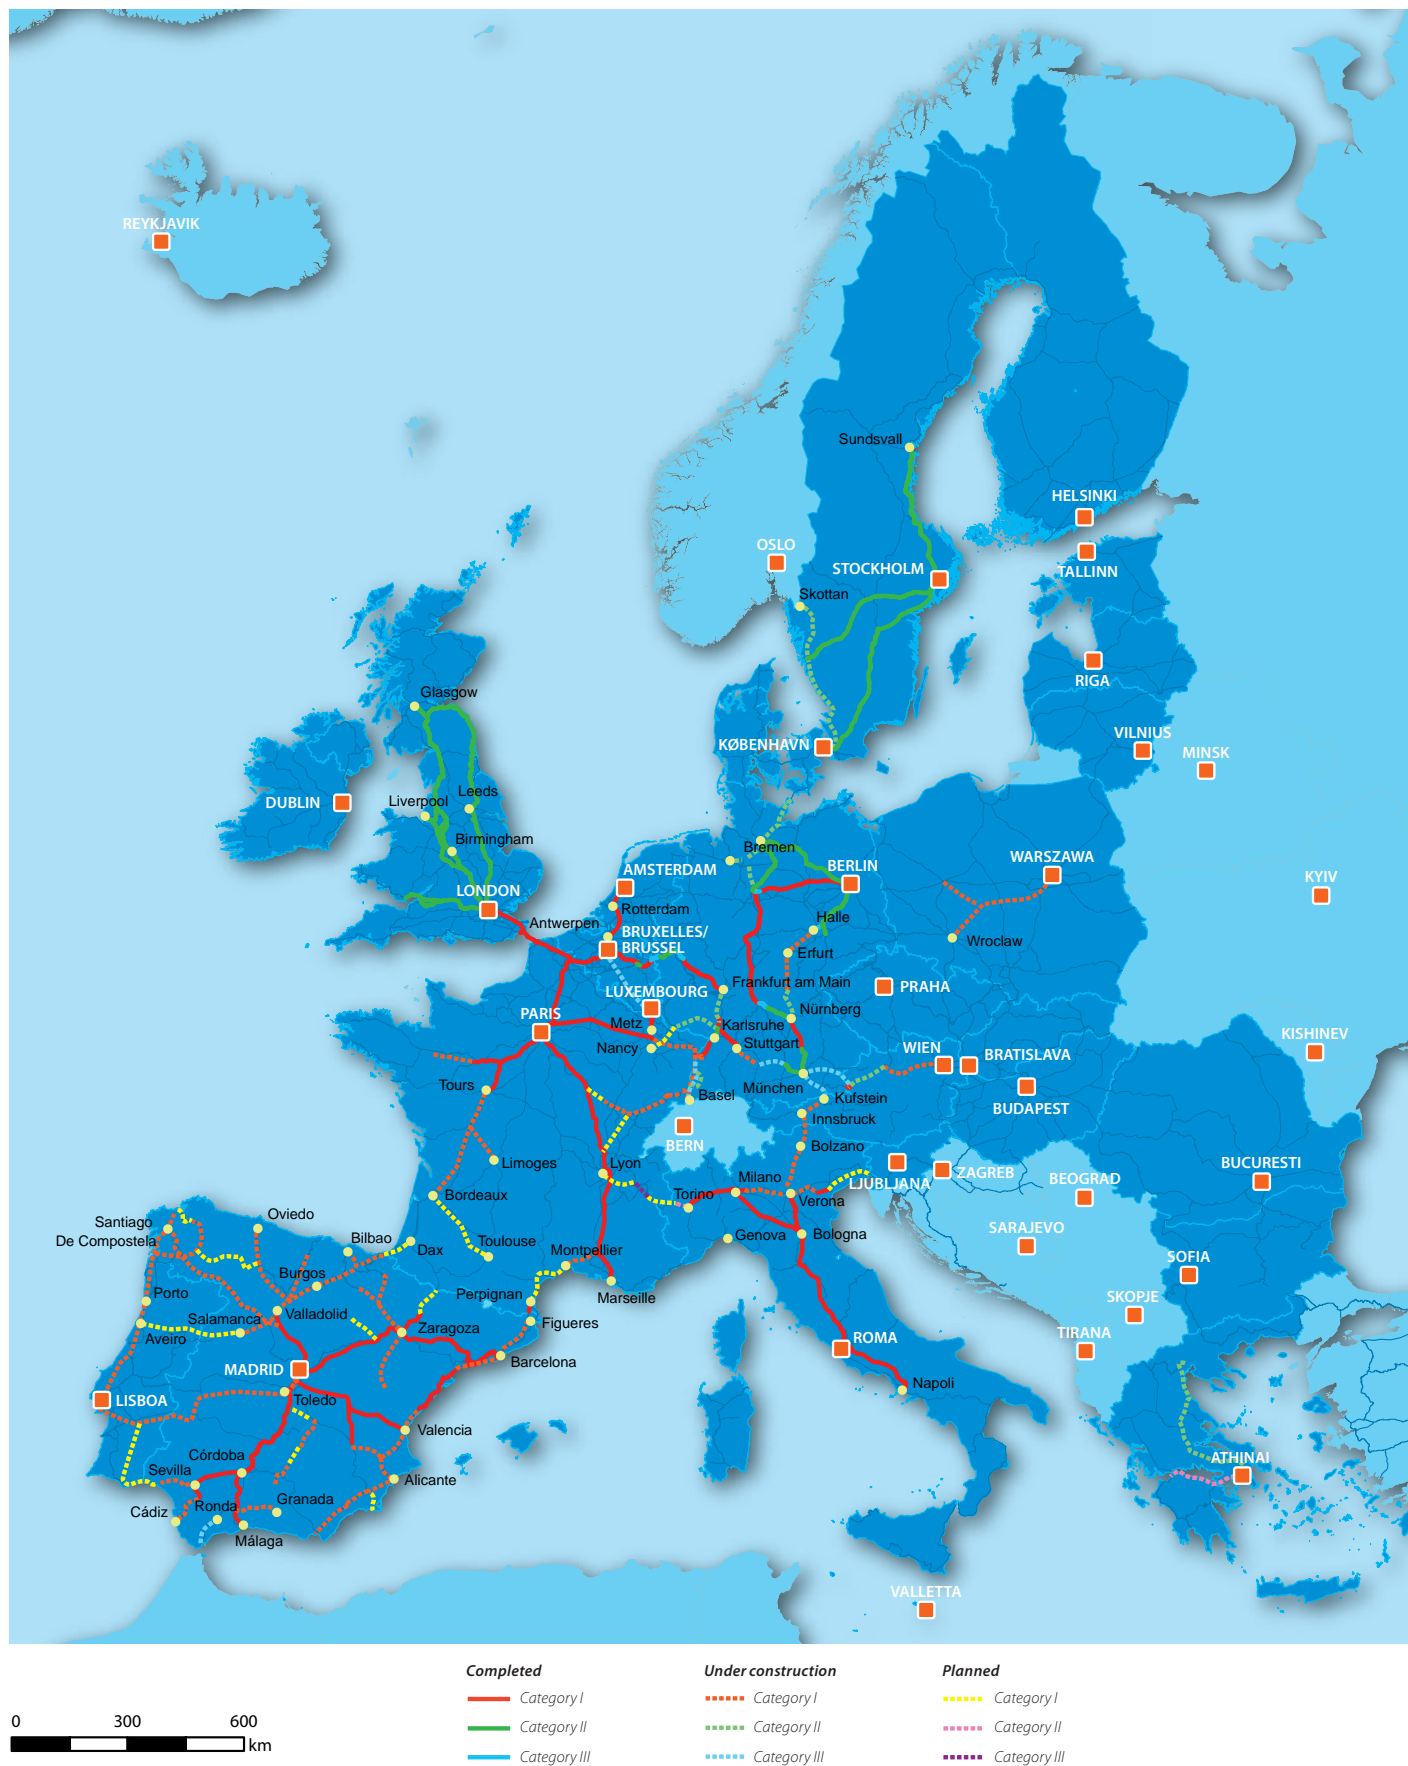 REYKJAVIK
Sundsvall
HELSINKI
OSLO
STOCKHOLM
TALLINN
Skottan
RIGA
Glasgow
KØBENHAVN
VILNIUS
MINSK
DUBLIN
Liverpool
Leeds
Birmingham
Bremen
AMSTERDAM
BERLIN
WARSZAWA
KYIV
LONDON
Rotterdam
Antwerpen
Halle
BRUXELLES/
BRUSSEL
Wroclaw
Erfurt
LUXEMBOURG
Frankfurt am Main
PRAHA
PARIS
Metz
Nürnberg
Karlsruhe
Nancy
Stuttgart
WIEN
BRATISLAVA
KISHINEV
Tours
München
Basel
Kufstein
BUDAPEST
Innsbruck
BERN
Bolzano
Limoges
Lyon
LJUBLJANA
ZAGREB
BUCURESTI
Bordeaux
Torino
Milano
Verona
BEOGRAD
Santiago
De Compostela
Oviedo
Bilbao
Dax
Toulouse
Montpellier
Genova
Bologna
SARAJEVO
SOFIA
Burgos
Porto
Perpignan
Marseille
Salamanca
Valladolid
Zaragoza
Figueres
SKOPJE
Aveiro
ROMA
TIRANA
MADRID
Barcelona
LISBOA
Toledo
Napoli
Valencia
Córdoba
Sevilla
Alicante
ATHINAI
Cádiz
Ronda
Granada
Málaga
VALLETTA
Completed
Under construction
Planned
Category I
Category I
Category I
Category II
Category II
Category II
Category III
Category III
Category III
0 300 600
km